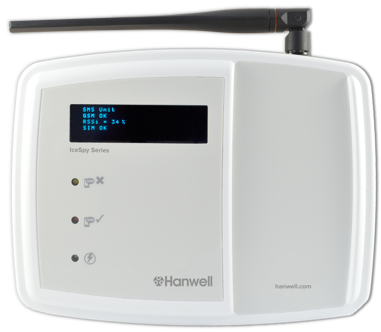 SMS Unit
GSM OK
RSSi = 34%
SIM OK
IceSpy Series
Hanwell
hanwell.com